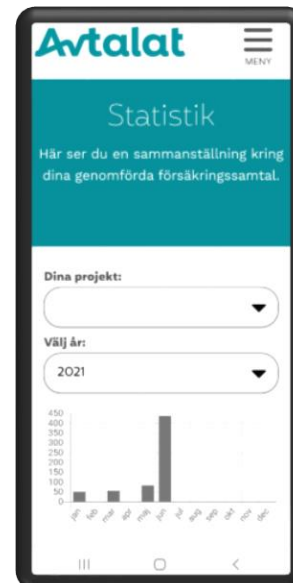 Avtalat
MENY
Statistik
Här ser du en sammanställning kring
dina genomförda försäkringssamtal.
Dina projekt:
Välj år:
2021
450
400
350
300
250
200
150
100
50
0
jan
feb
mar
apr
maj
jun
jul
aug
sep
okt
nov
dec